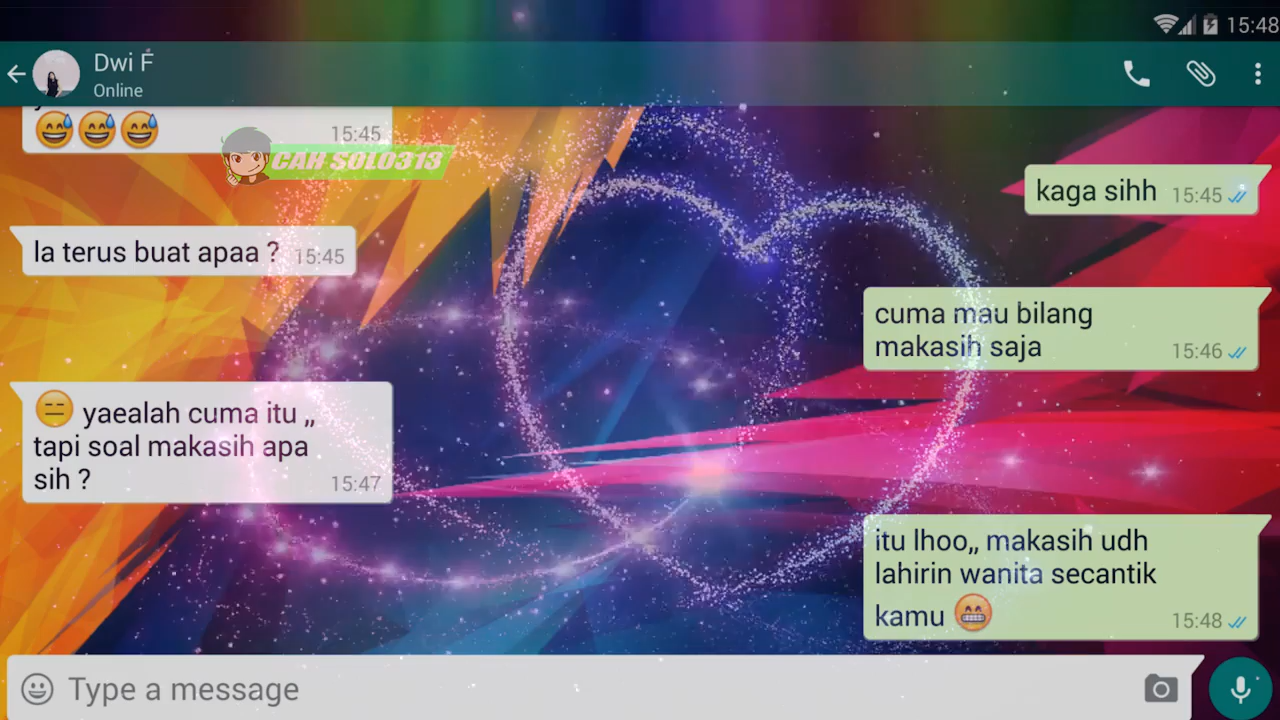 15:48
Dwi F
Online
😅😅😅 15:45
CAH SOLO313
kaga sihh 15:45
la terus buat apaa ? 15:45
cuma mau bilang
makasih saja 15:46
😑 yaealah cuma itu ,,
tapi soal makasih apa
sih ? 15:47
itu lhoo,, makasih udh
lahirin wanita secantik
kamu 😁 15:48
Type a message